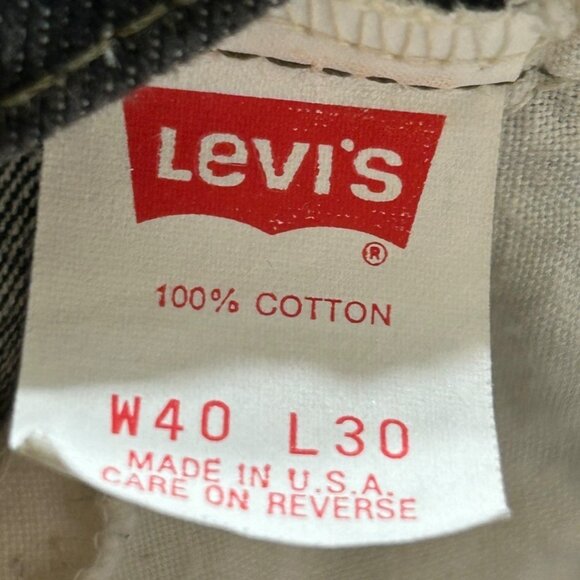 Levi's
®
100% COTTON
W40 L30
MADE IN U.S.A.
CARE ON REVERSE